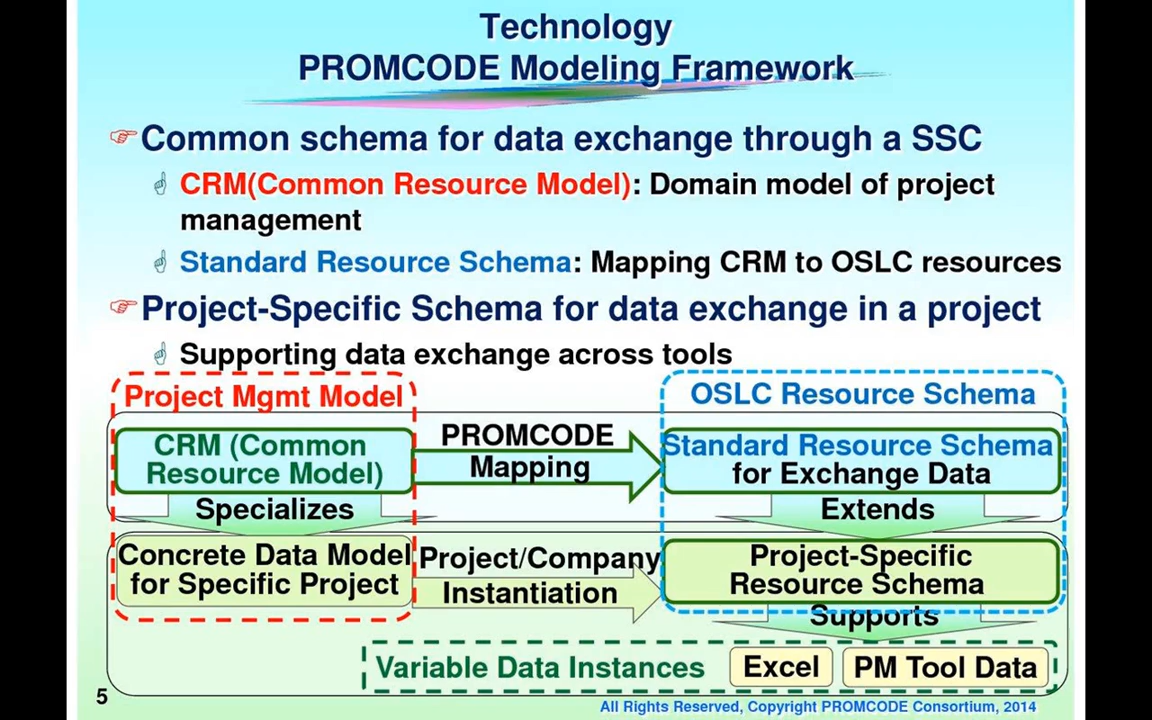 Technology
PROMCODE Modeling Framework
Common schema for data exchange through a SSC
CRM(Common Resource Model): Domain model of project
management
Standard Resource Schema: Mapping CRM to OSLC resources
Project-Specific Schema for data exchange in a project
Supporting data exchange across tools
Project Mgmt Model
OSLC Resource Schema
CRM (Common
Resource Model)
PROMCODE
Mapping
Standard Resource Schema
for Exchange Data
Specializes
Extends
Concrete Data Model
for Specific Project
Project/Company
Instantiation
Project-Specific
Resource Schema
Supports
Variable Data Instances
Excel
PM Tool Data
5
All Rights Reserved, Copyright PROMCODE Consortium, 2014